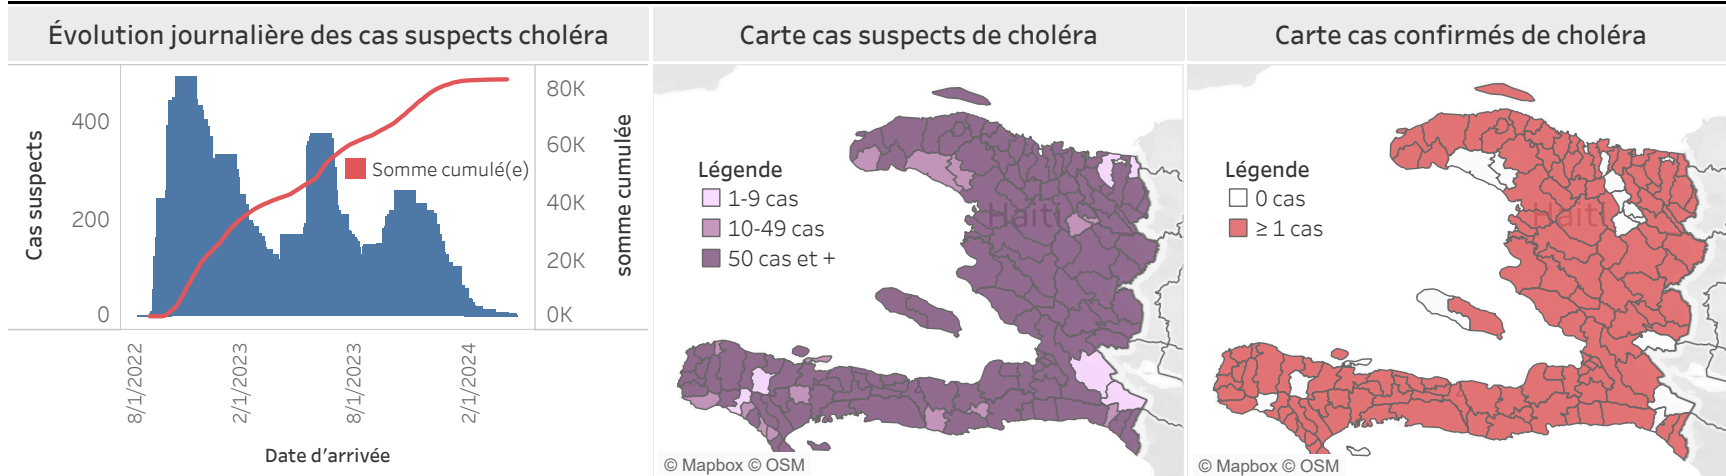 Évolution journalière des cas suspects choléra
Cas suspects
400
200
0
80K
60K
40K
20K
0K
somme cumulée
Somme cumulé(e)
8/1/2022
2/1/2023
8/1/2023
2/1/2024
Date d'arrivée
Carte cas suspects de choléra
Légende
1-9 cas
10-49 cas
50 cas et +
Haiti
© Mapbox © OSM
Carte cas confirmés de choléra
Légende
0 cas
≥ 1 cas
Haiti
© Mapbox © OSM